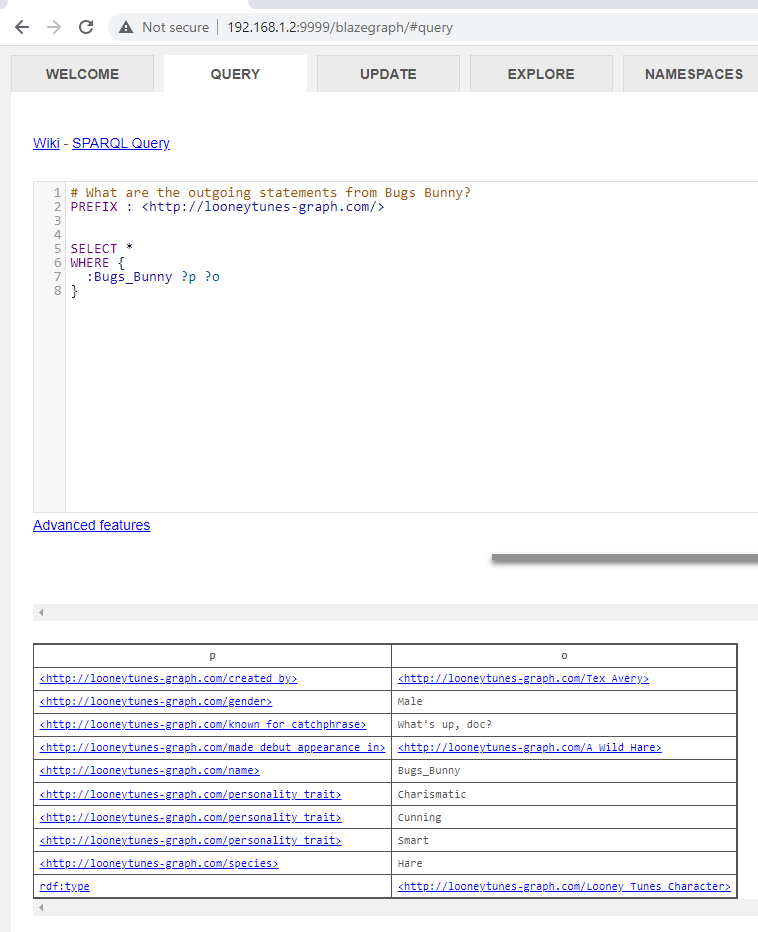 Not secure | 192.168.1.2:9999/blazegraph/#query
WELCOME QUERY UPDATE EXPLORE NAMESPACES
Wiki - SPARQL Query
1 # What are the outgoing statements from Bugs Bunny?
2 PREFIX : <http://looneytunes-graph.com/>
3
4
5 SELECT *
6 WHERE {
7 :Bugs_Bunny ?p ?o
8 }
Advanced features
p o
<http://looneytunes-graph.com/created_by> <http://looneytunes-graph.com/Tex_Avery>
<http://looneytunes-graph.com/gender> Male
<http://looneytunes-graph.com/known_for_catchphrase> What's up, doc?
<http://looneytunes-graph.com/made_debut_appearance_in> <http://looneytunes-graph.com/A_Wild_Hare>
<http://looneytunes-graph.com/name> Bugs_Bunny
<http://looneytunes-graph.com/personality_trait> Charismatic
<http://looneytunes-graph.com/personality_trait> Cunning
<http://looneytunes-graph.com/personality_trait> Smart
<http://looneytunes-graph.com/species> Hare
rdf:type <http://looneytunes-graph.com/Looney_Tunes_Character>